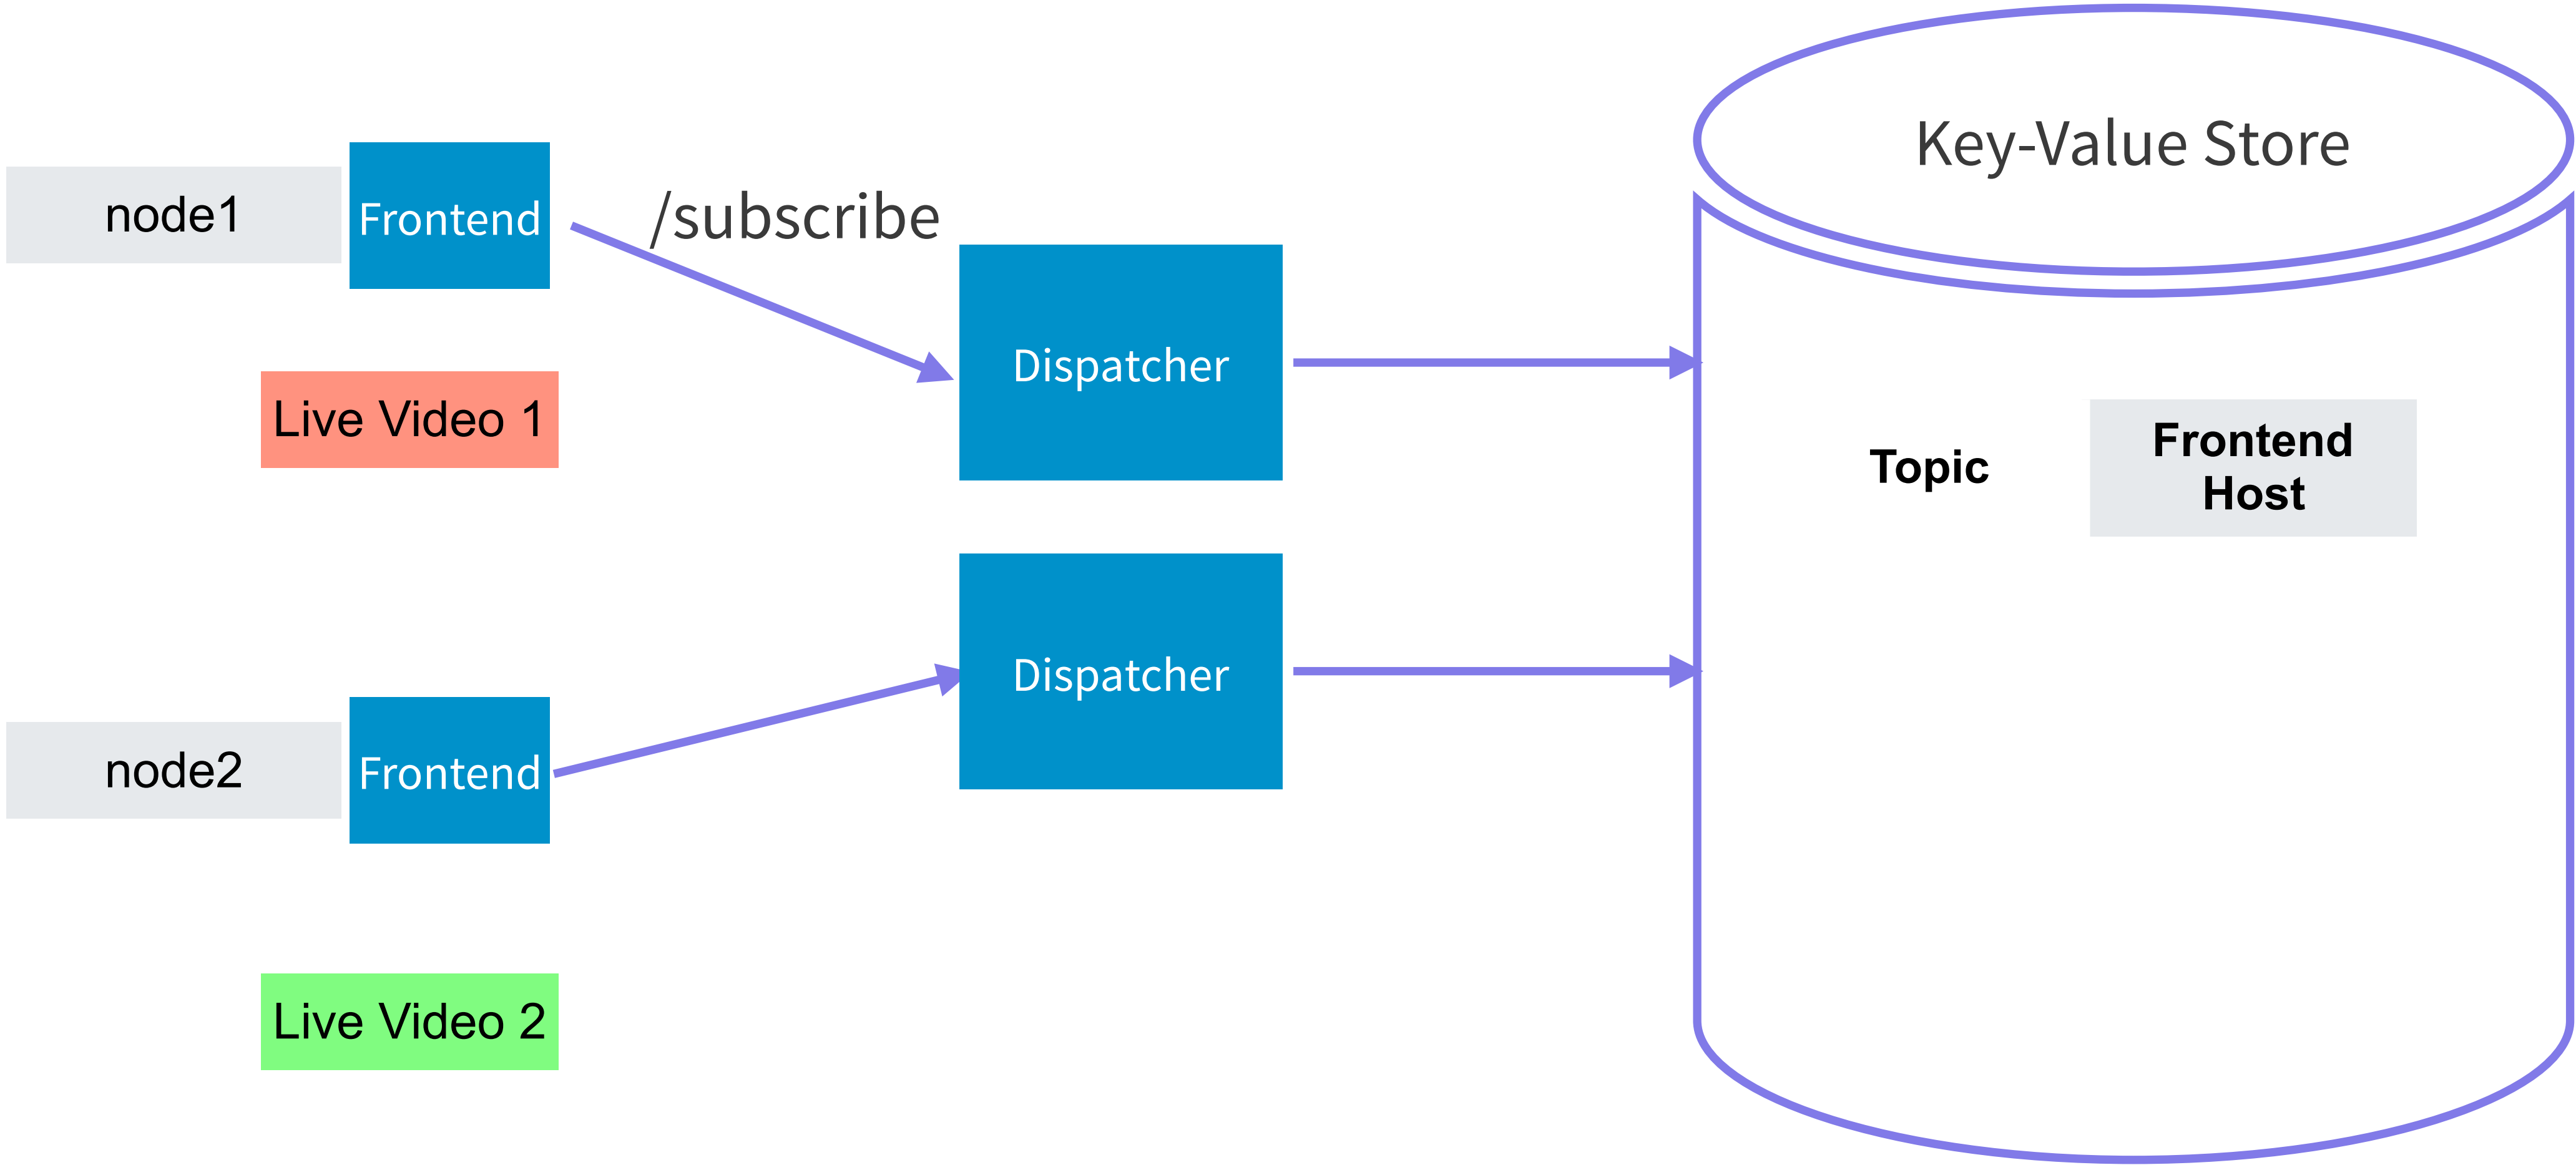 Key-Value Store
node1
Frontend
/subscribe
Dispatcher
Live Video 1
Topic
Frontend
Host
Dispatcher
node2
Frontend
Live Video 2